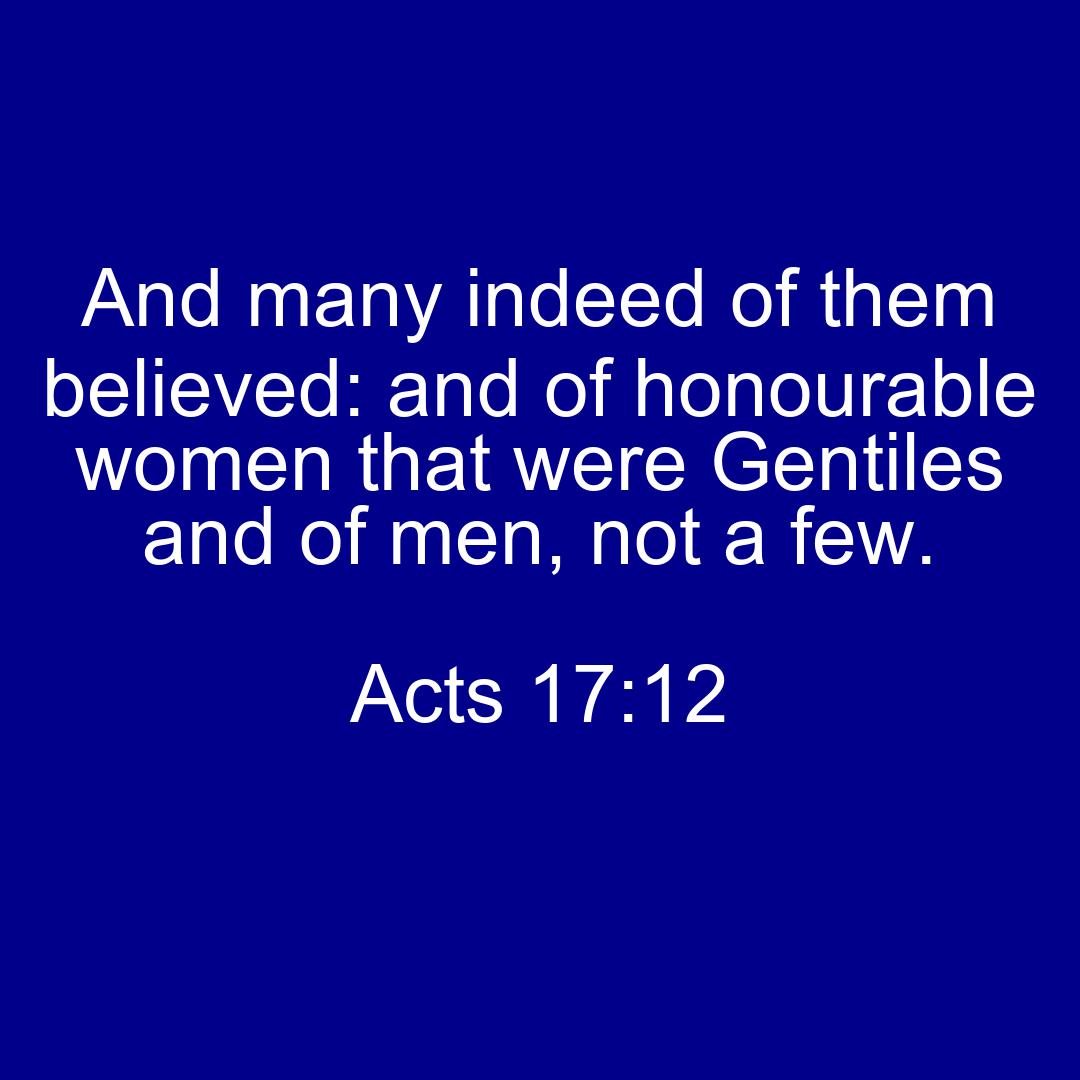 And many indeed of them
believed: and of honourable
women that were Gentiles
and of men, not a few.
Acts 17:12